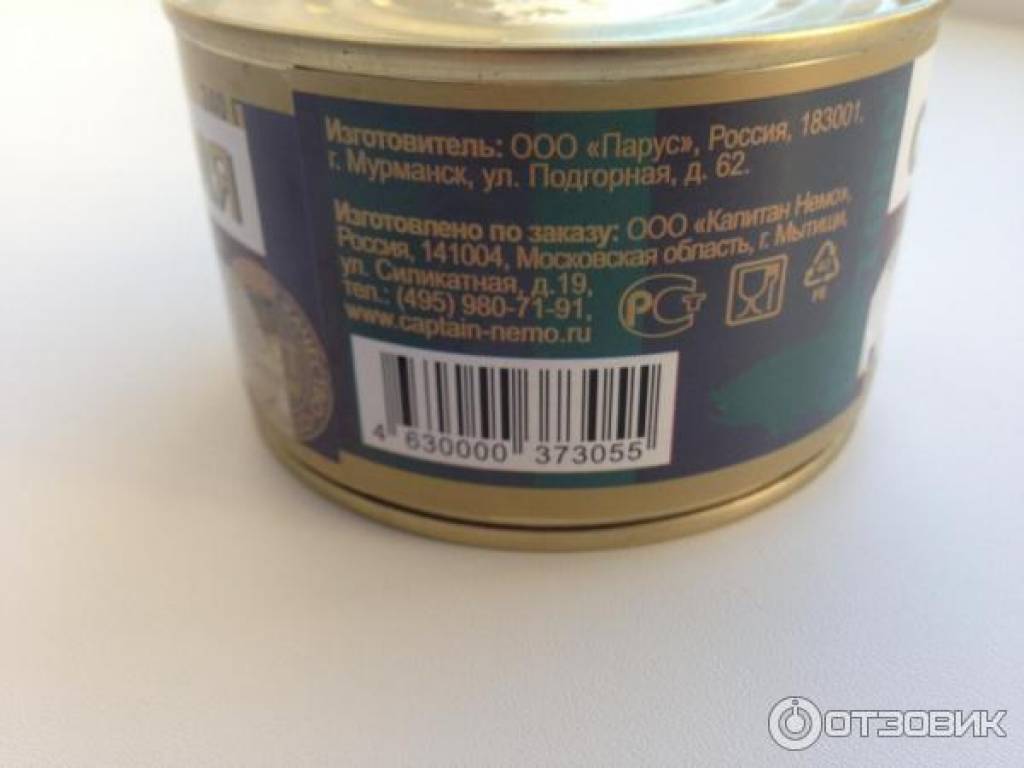 Изготовитель: ООО «Парус», Россия, 183001,
г. Мурманск, ул. Подгорная, д. 62.
Изготовлено по заказу: ООО «Капитан Немо»,
Россия, 141004, Московская область, г. Мытищи,
ул. Силикатная, д.19,
тел.: (495) 980-71-91,
www.captain-nemo.ru
РСТ
4 630000 373055
Я
ОТЗОВИК